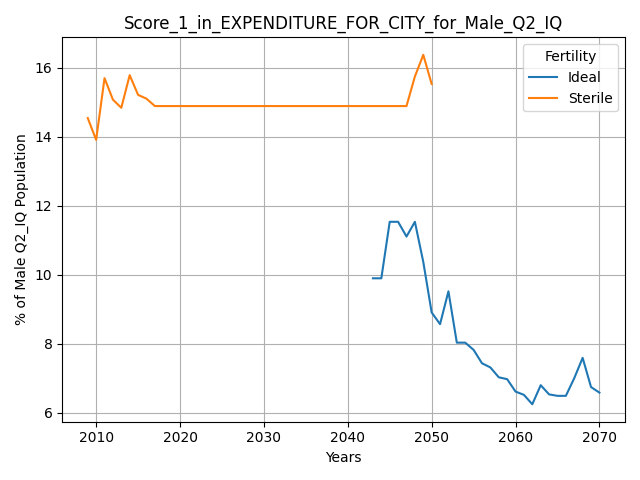 Score_1_in_EXPENDITURE_FOR_CITY_for_Male_Q2_IQ
% of Male Q2_IQ Population
16
14
12
10
8
6
Fertility
Ideal
Sterile
2010 2020 2030 2040 2050 2060 2070
Years